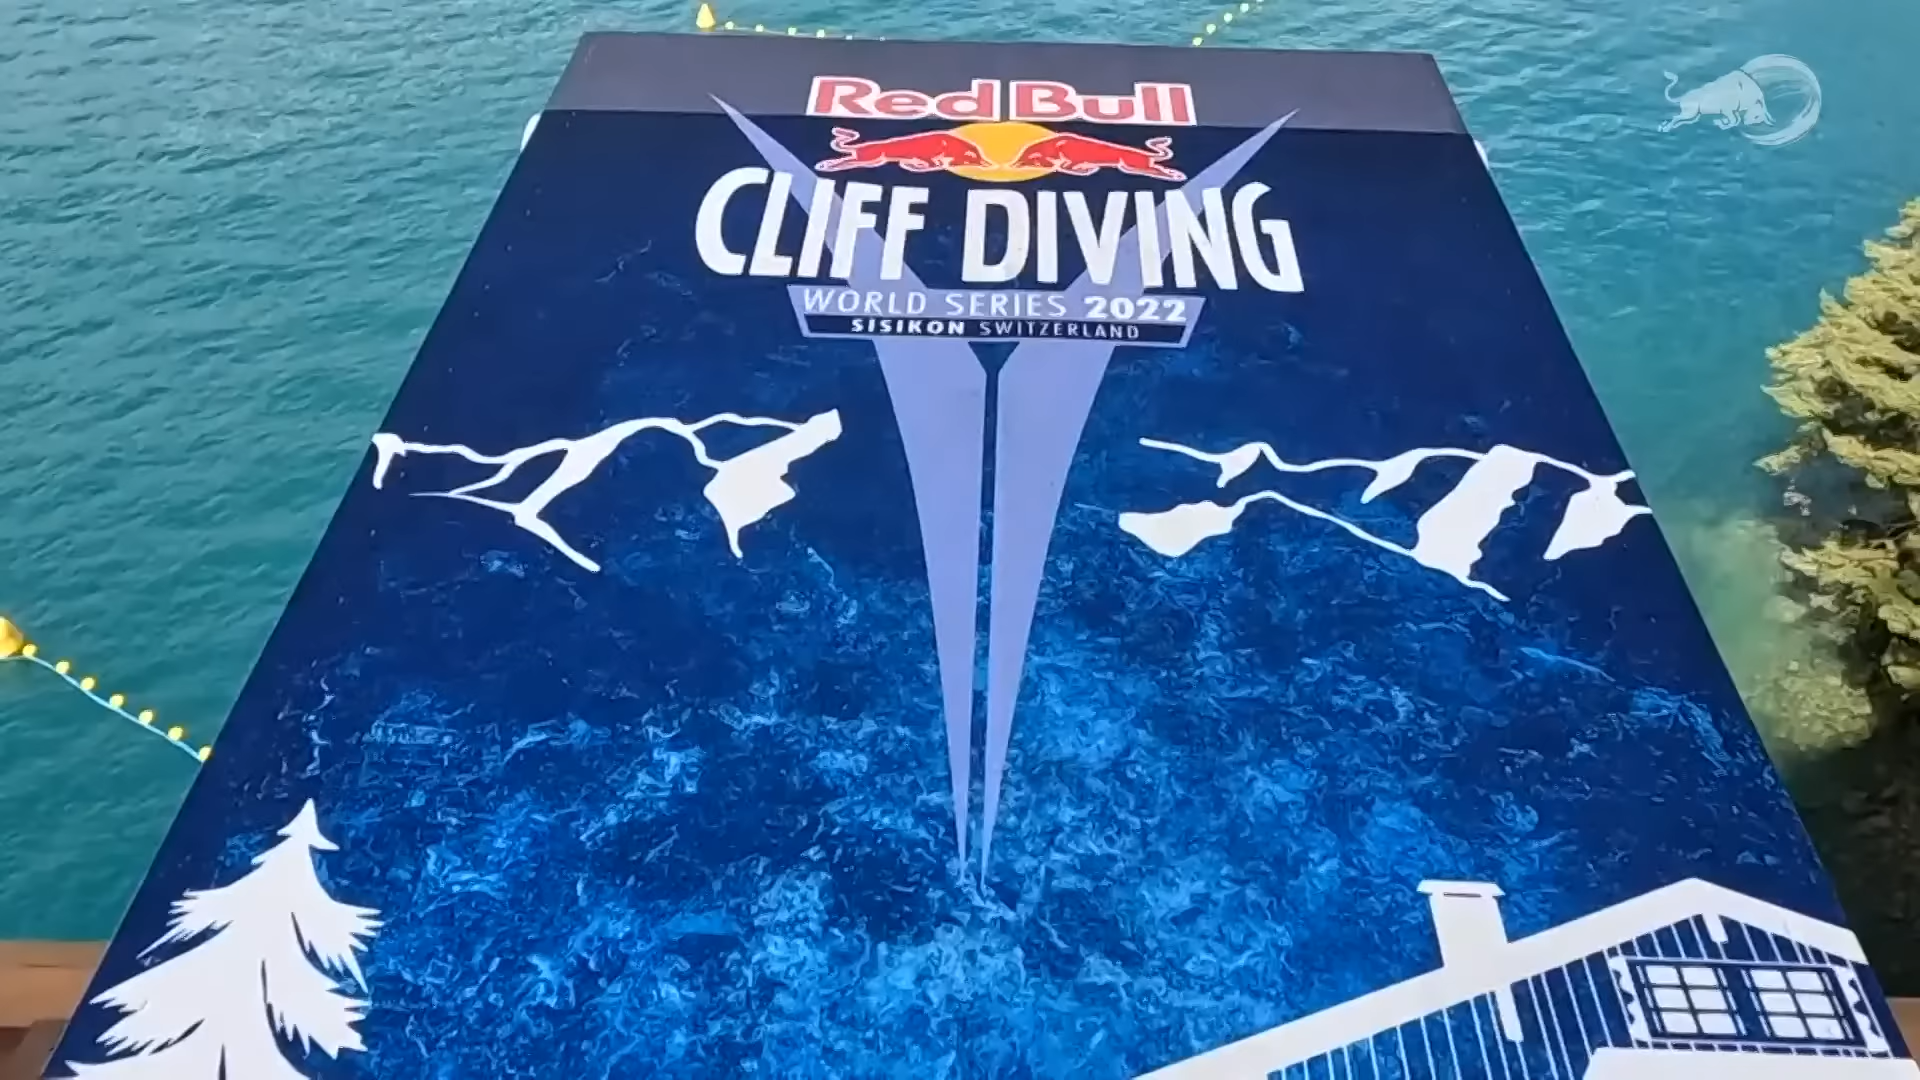 Red Bull
CLIFF DIVING
WORLD SERIES 2022
SISIKON SWITZERLAND